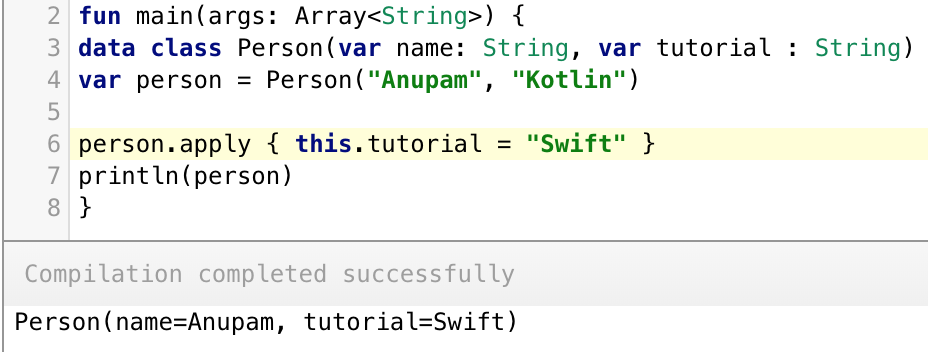 2 fun main(args: Array<String>) {
3 data class Person(var name: String, var tutorial : String)
4 var person = Person("Anupam", "Kotlin")
5
6 person.apply { this.tutorial = "Swift" }
7 println(person)
8 }
Compilation completed successfully
Person(name=Anupam, tutorial=Swift)